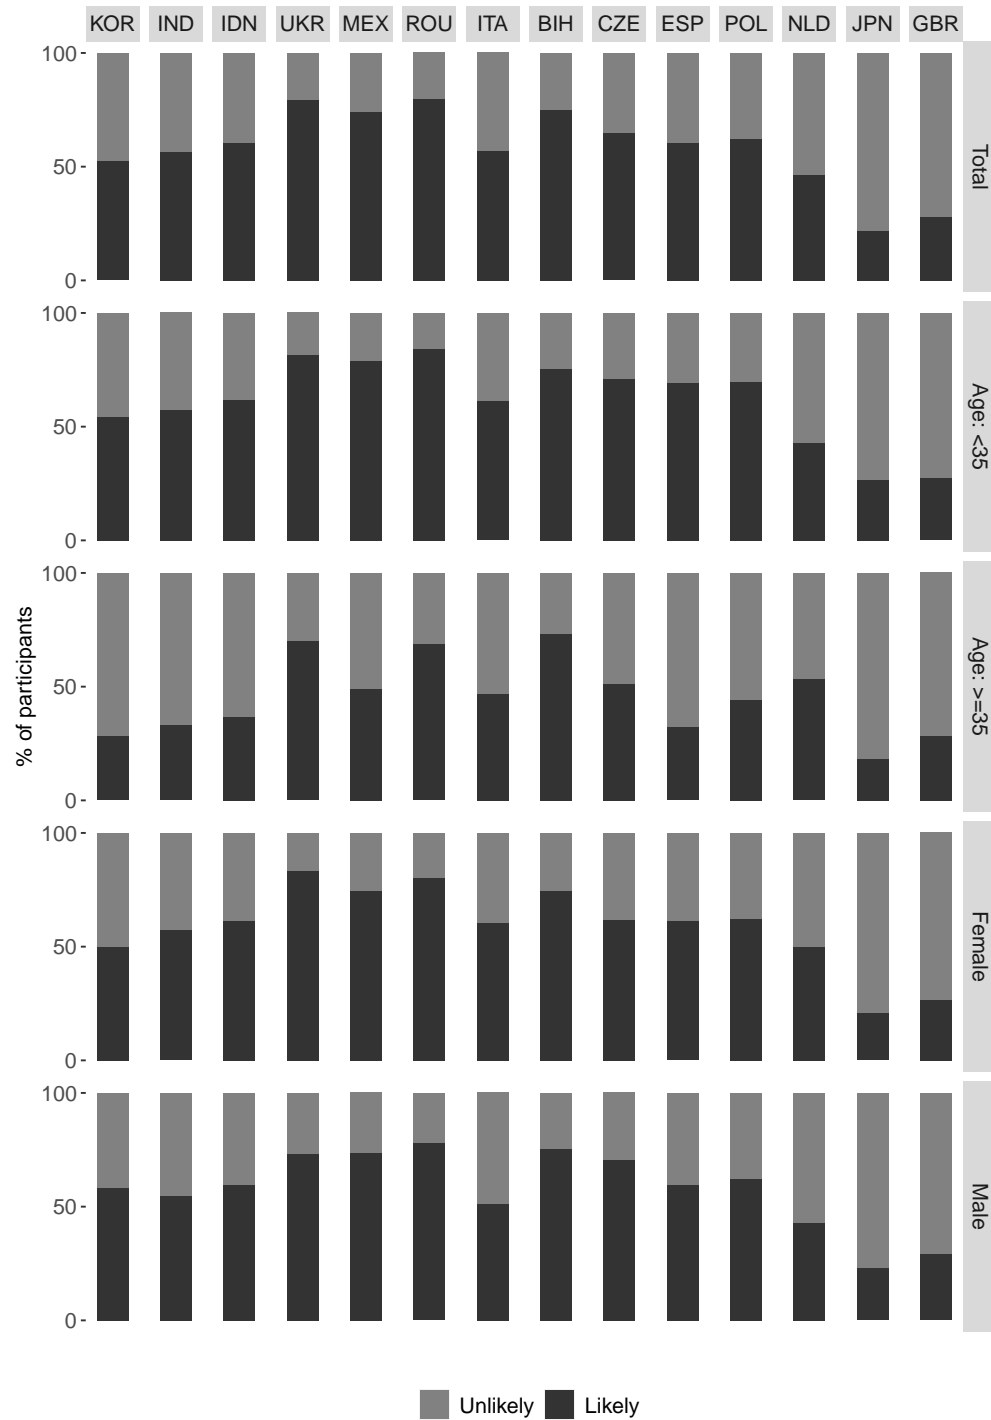 KOR IND IDN UKR MEX ROU ITA BIH CZE ESP POL NLD JPN GBR
100
50
0
Total
100
50
0
Age: <35
100
50
0
Age: >=35
% of participants
100
50
0
Female
100
50
0
Male
Unlikely Likely